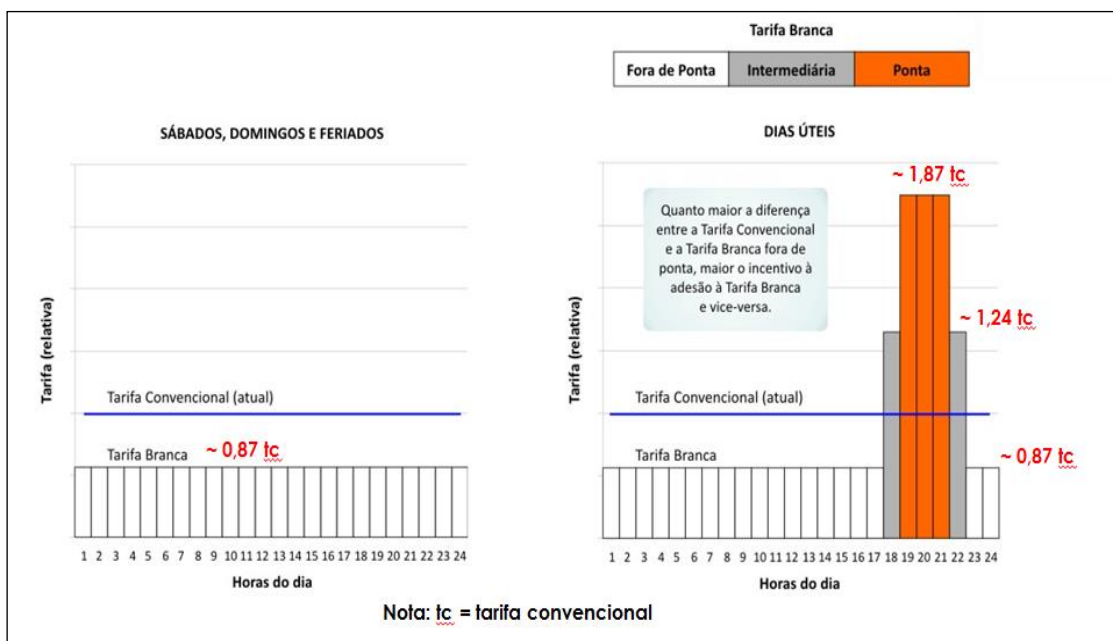 Tarifa Branca
Fora de Ponta Intermediária Ponta
SÁBADOS, DOMINGOS E FERIADOS
Tarifa (relativa)
Tarifa Convencional (atual)
Tarifa Branca ~ 0,87 tc
1 2 3 4 5 6 7 8 9 10 11 12 13 14 15 16 17 18 19 20 21 22 23 24
Horas do dia
DIAS ÚTEIS
~ 1,87 tc
Quanto maior a diferença
entre a Tarifa Convencional
e a Tarifa Branca fora de
ponta, maior o incentivo à
adesão à Tarifa Branca
e vice-versa.
~ 1,24 tc
Tarifa (relativa)
Tarifa Convencional (atual)
Tarifa Branca
~ 0,87 tc
1 2 3 4 5 6 7 8 9 10 11 12 13 14 15 16 17 18 19 20 21 22 23 24
Horas do dia
Nota: tc = tarifa convencional